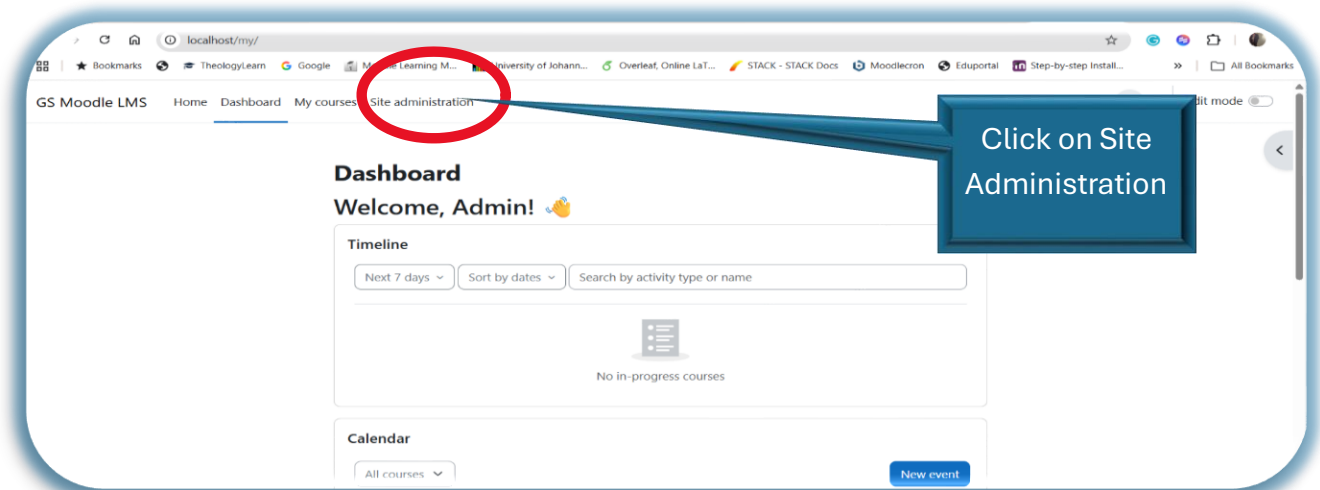 localhost/my/
Bookmarks TheologyLearn Google Learning M... University of Johann... Overleaf, Online LaT... STACK - STACK Docs Moodlecron Eduportal Step-by-step Install... » All Bookmarks
GS Moodle LMS Home Dashboard My courses Site administration dit mode
Click on Site
Administration
Dashboard
Welcome, Admin! 👋
Timeline
Next 7 days Sort by dates Search by activity type or name
No in-progress courses
Calendar
All courses New event